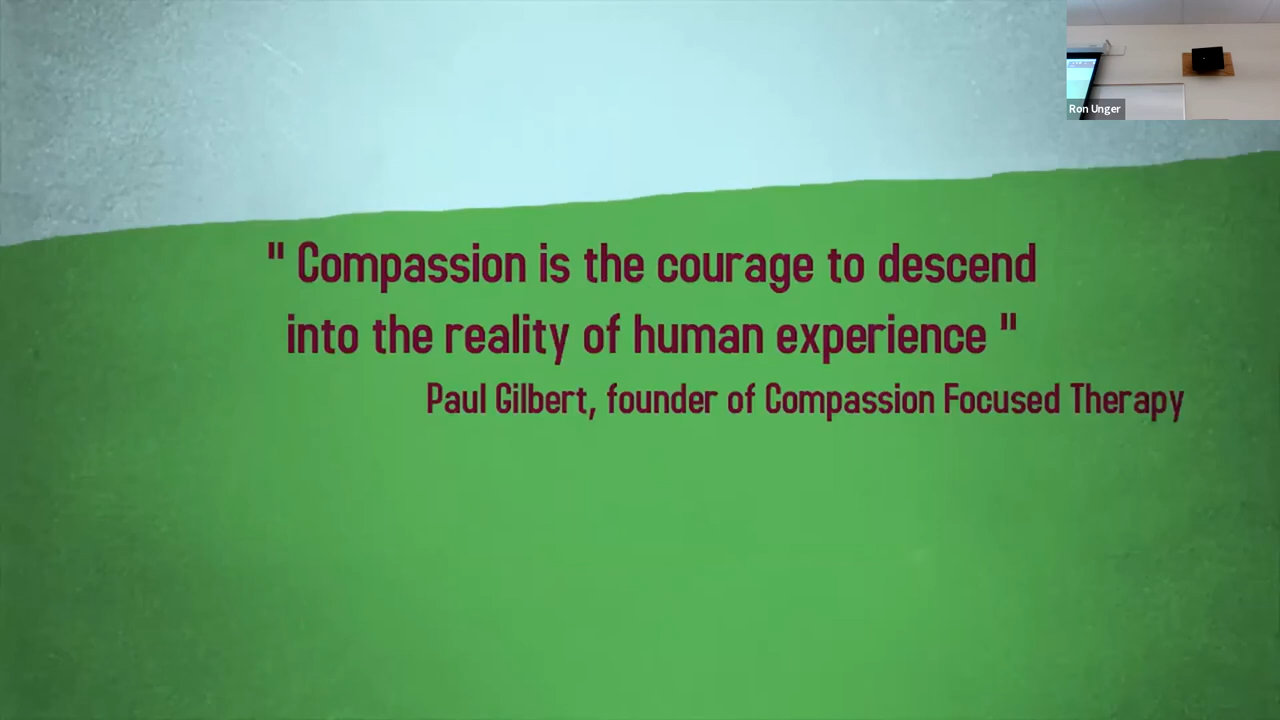 Ron Unger
" Compassion is the courage to descend
into the reality of human experience "
Paul Gilbert, founder of Compassion Focused Therapy